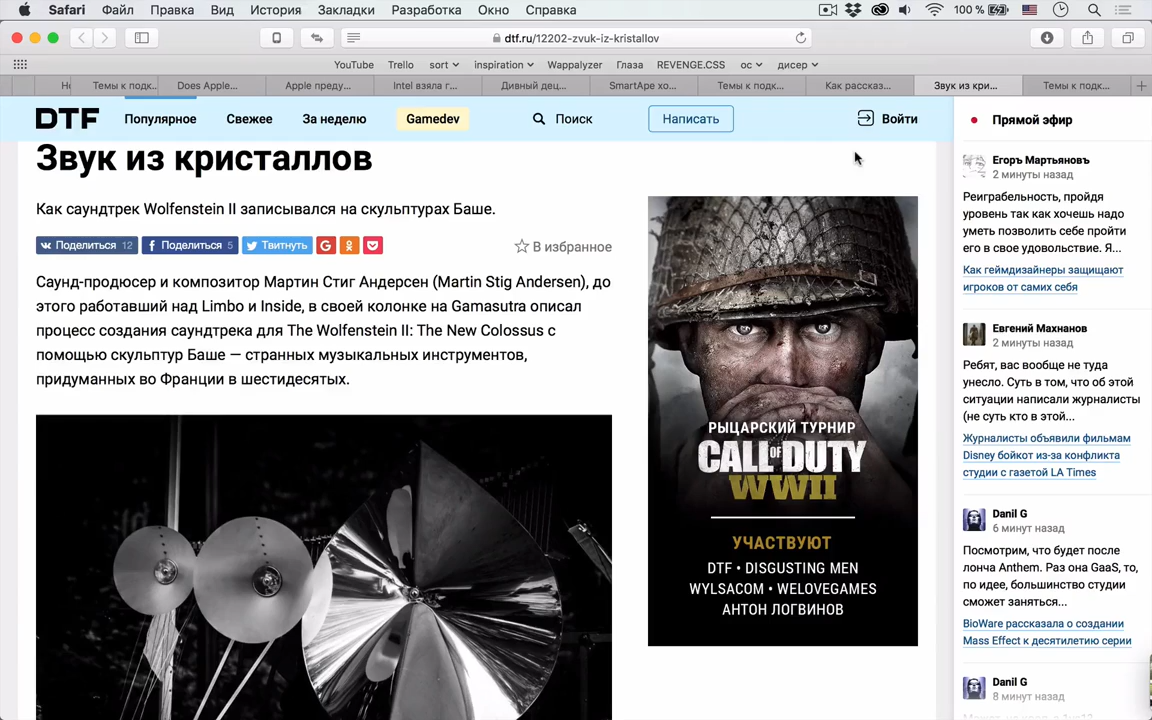 Safari Файл Правка Вид История Закладки Разработка Окно Справка 100 %
dtf.ru/12202-zvuk-iz-kristallov
YouTube Trello sort inspiration Wappalyzer Глаза REVENGE.CSS ос дисер
Не Темы к подк... Does Apple... Apple преду... Intel взяла г... Дивный дец... SmartApe хо... Темы к подк... Как рассказ... Звук из кри... Темы к подк...
DTF Популярное Свежее За неделю Gamedev Поиск Написать Войти
Звук из кристаллов
Как саундтрек Wolfenstein II записывался на скульптурах Баше.
Поделиться 12 Поделиться 5 Твитнуть В избранное
Саунд-продюсер и композитор Мартин Стиг Андерсен (Martin Stig Andersen), до
этого работавший над Limbo и Inside, в своей колонке на Gamasutra описал
процесс создания саундтрека для The Wolfenstein II: The New Colossus с
помощью скульптур Баше — странных музыкальных инструментов,
придуманных во Франции в шестидесятых.
РЫЦАРСКИЙ ТУРНИР
CALL OF DUTY
WWII
УЧАСТВУЮТ
DTF • DISGUSTING MEN
WYLSACOM • WELOVEGAMES
АНТОН ЛОГВИНОВ
Прямой эфир
Егоръ Мартьяновъ
2 минуты назад
Реиграбельность, пройдя
уровень так как хочешь надо
уметь позволить себе пройти
его в свое удовольствие. Я...
Как геймдизайнеры защищают
игроков от самих себя
Евгений Махнанов
2 минуты назад
Ребят, вас вообще не туда
унесло. Суть в том, что об этой
ситуации написали журналисты
(не суть кто в этой...
Журналисты объявили фильмам
Disney бойкот из-за конфликта
студии с газетой LA Times
Danil G
6 минут назад
Посмотрим, что будет после
лонча Anthem. Раз она GaaS, то,
по идее, большинство студии
сможет заняться...
BioWare рассказала о создании
Mass Effect к десятилетию серии
Danil G
8 минут назад